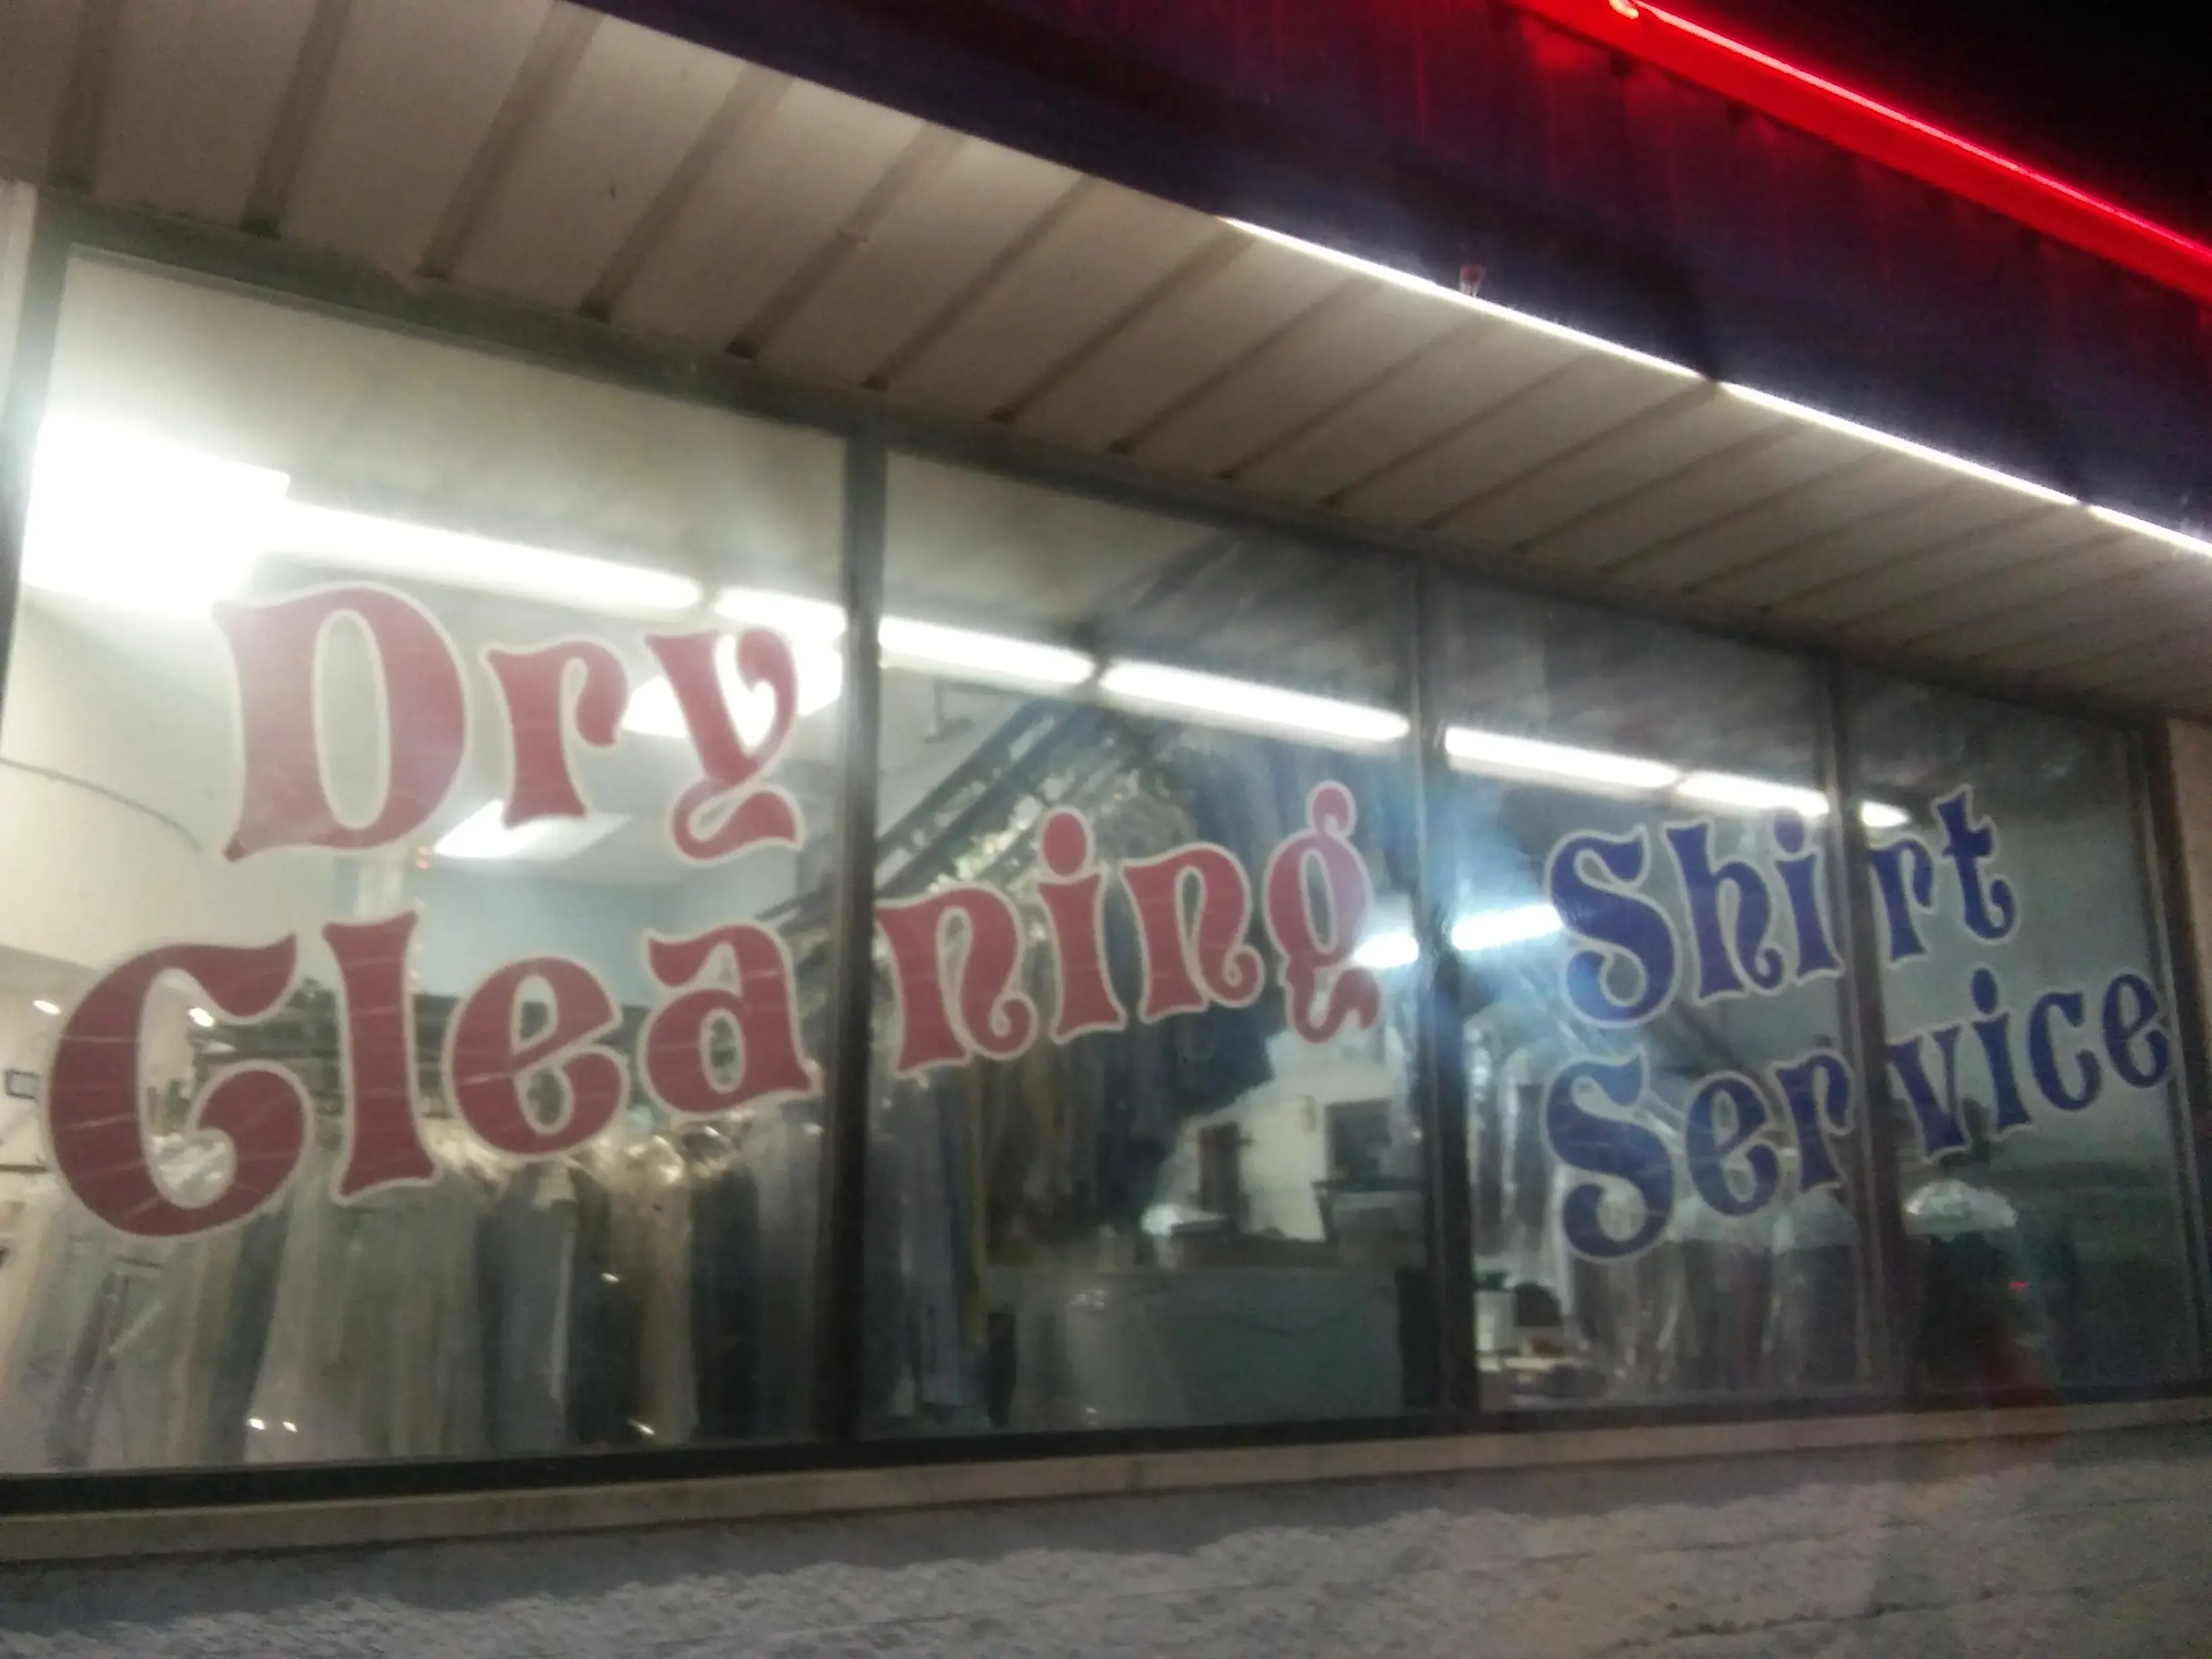 Dry
Cleaning
Shirt
Service